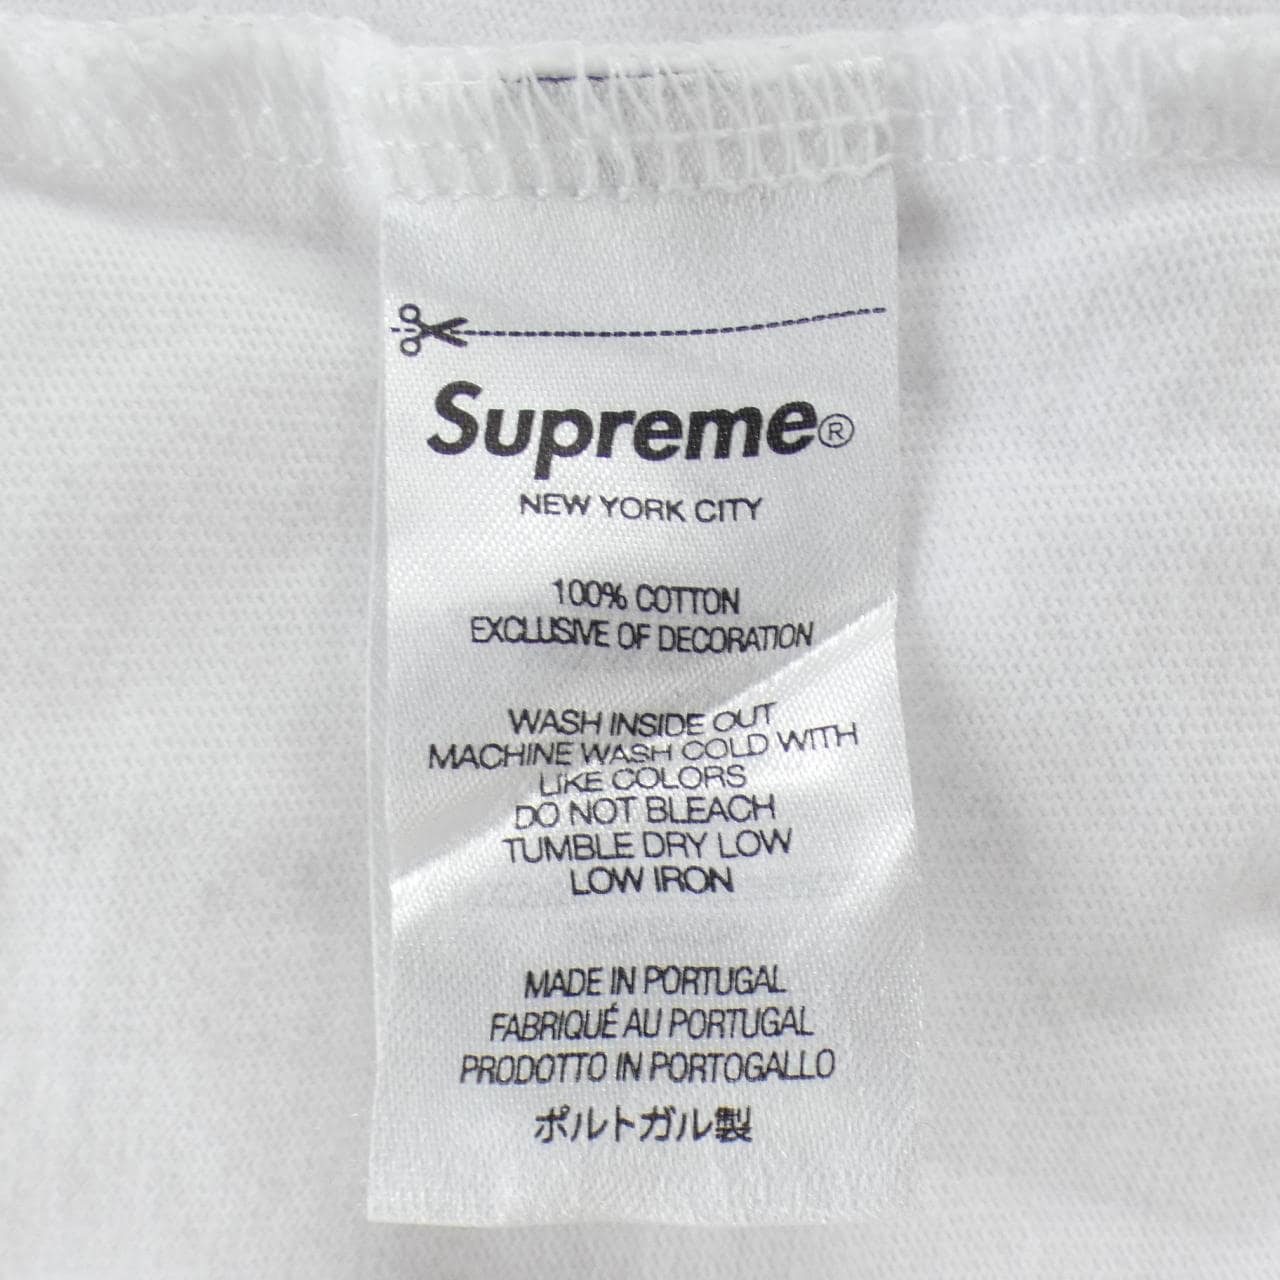 Supreme®
NEW YORK CITY
100% COTTON
EXCLUSIVE OF DECORATION
WASH INSIDE OUT
MACHINE WASH COLD WITH
LIKE COLORS
DO NOT BLEACH
TUMBLE DRY LOW
LOW IRON
MADE IN PORTUGAL
FABRIQUÉ AU PORTUGAL
PRODOTTO IN PORTOGALLO
ポルトガル製